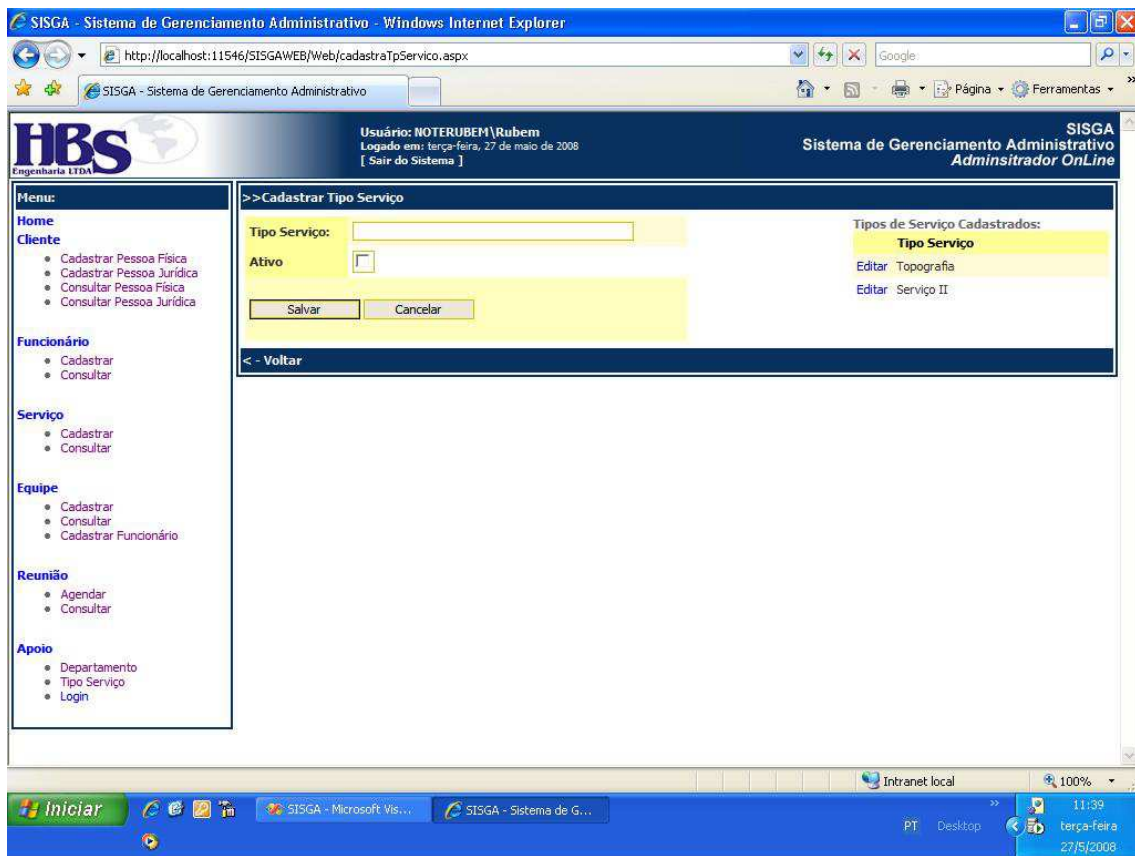 SISGA - Sistema de Gerenciamento Administrativo - Windows Internet Explorer
http://localhost:11546/SISGAWEB/Web/cadastraTpServico.aspx
Google
SISGA - Sistema de Gerenciamento Administrativo
Página
Ferramentas
HBS
Engenharia LTDA
Usuário: NOTERUBEM\Rubem
Logado em: terça-feira, 27 de maio de 2008
[ Sair do Sistema ]
SISGA
Sistema de Gerenciamento Administrativo
Adminsitrador OnLine
Menu:
Home
Cliente
Cadastrar Pessoa Física
Cadastrar Pessoa Jurídica
Consultar Pessoa Física
Consultar Pessoa Jurídica
Funcionário
Cadastrar
Consultar
Serviço
Cadastrar
Consultar
Equipe
Cadastrar
Consultar
Cadastrar Funcionário
Reunião
Agendar
Consultar
Apoio
Departamento
Tipo Serviço
Login
>>Cadastrar Tipo Serviço
Tipo Serviço:
Ativo
Salvar Cancelar
Tipos de Serviço Cadastrados:
Tipo Serviço
Editar Topografia
Editar Serviço II
< - Voltar
Intranet local
100%
Iniciar
SISGA - Microsoft Vis...
SISGA - Sistema de G...
PT
Desktop
11:39
terça-feira
27/5/2008